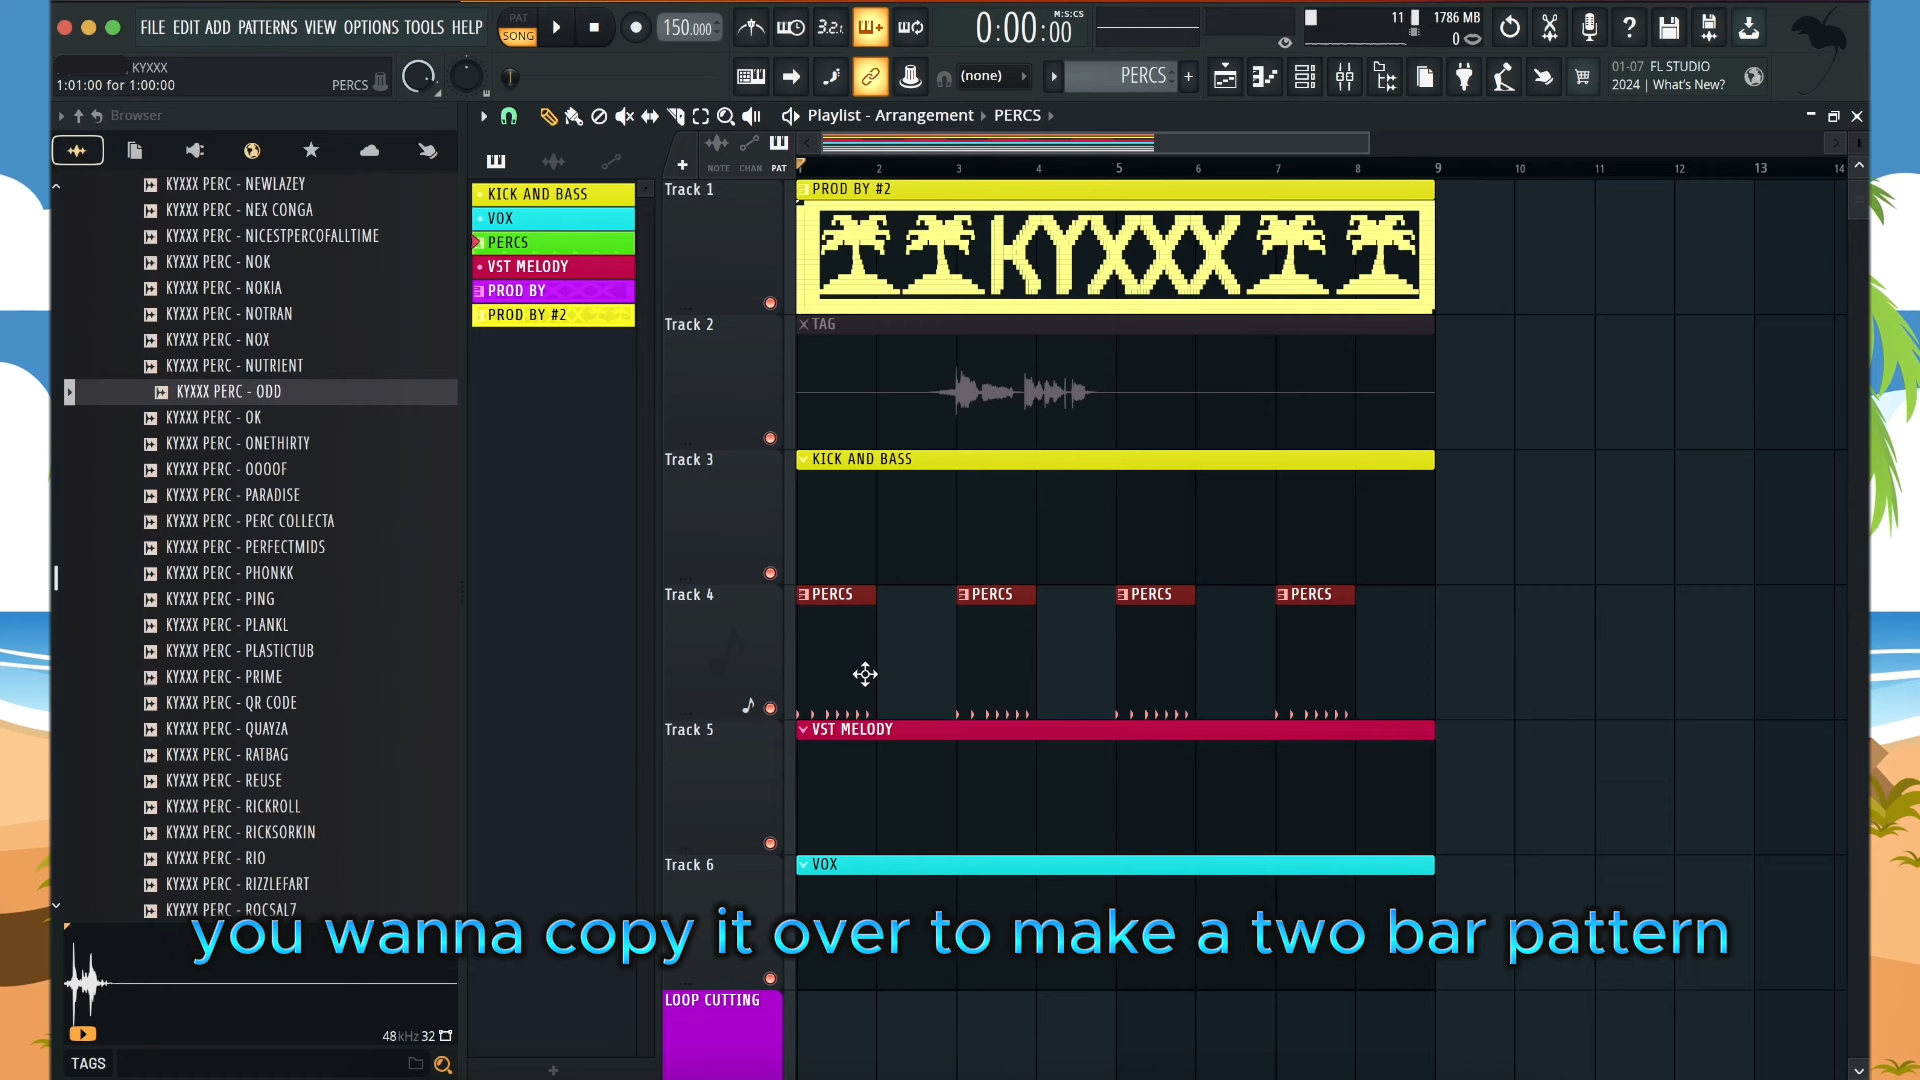 FILE EDIT ADD PATTERNS VIEW OPTIONS TOOLS HELP
PAT
SONG
150.000
3.2.
0:00:00
M:S:CS
11
1786 MB
0
KYXXX
1:01:00 for 1:00:00
PERCS
(none)
PERCS
01-07 FL STUDIO
2024 | What's New?
Browser
Playlist - Arrangement ▸ PERCS
NOTE CHAN PAT
2 3 4 5 6 7 8 9 10 11 12 13 14
KYXXX PERC - NEWLAZEY
KYXXX PERC - NEX CONGA
KYXXX PERC - NICESTPERCOFALLTIME
KYXXX PERC - NOK
KYXXX PERC - NOKIA
KYXXX PERC - NOTRAN
KYXXX PERC - NOX
KYXXX PERC - NUTRIENT
KYXXX PERC - ODD
KYXXX PERC - OK
KYXXX PERC - ONETHIRTY
KYXXX PERC - OOOOF
KYXXX PERC - PARADISE
KYXXX PERC - PERC COLLECTA
KYXXX PERC - PERFECTMIDS
KYXXX PERC - PHONKK
KYXXX PERC - PING
KYXXX PERC - PLANKL
KYXXX PERC - PLASTICTUB
KYXXX PERC - PRIME
KYXXX PERC - QR CODE
KYXXX PERC - QUAYZA
KYXXX PERC - RATBAG
KYXXX PERC - REUSE
KYXXX PERC - RICKROLL
KYXXX PERC - RICKSORKIN
KYXXX PERC - RIO
KYXXX PERC - RIZZLEFART
KYXXX PERC - ROCSALZ
KICK AND BASS
VOX
PERCS
VST MELODY
PROD BY
PROD BY #2
Track 1
PROD BY #2
KYXXX
Track 2
TAG
Track 3
KICK AND BASS
Track 4
PERCS PERCS PERCS PERCS
Track 5
VST MELODY
Track 6
VOX
you wanna copy it over to make a two bar pattern
LOOP CUTTING
48kHz 32
TAGS